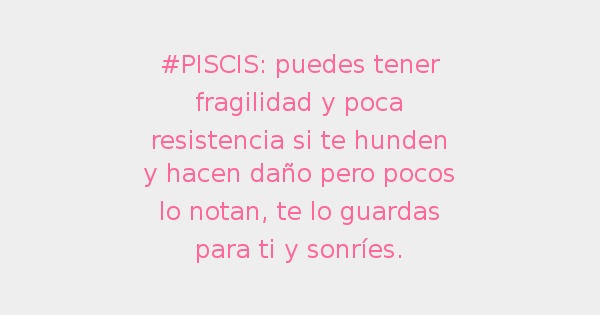 #PISCIS: puedes tener
fragilidad y poca
resistencia si te hunden
y hacen daño pero pocos
lo notan, te lo guardas
para ti y sonríes.